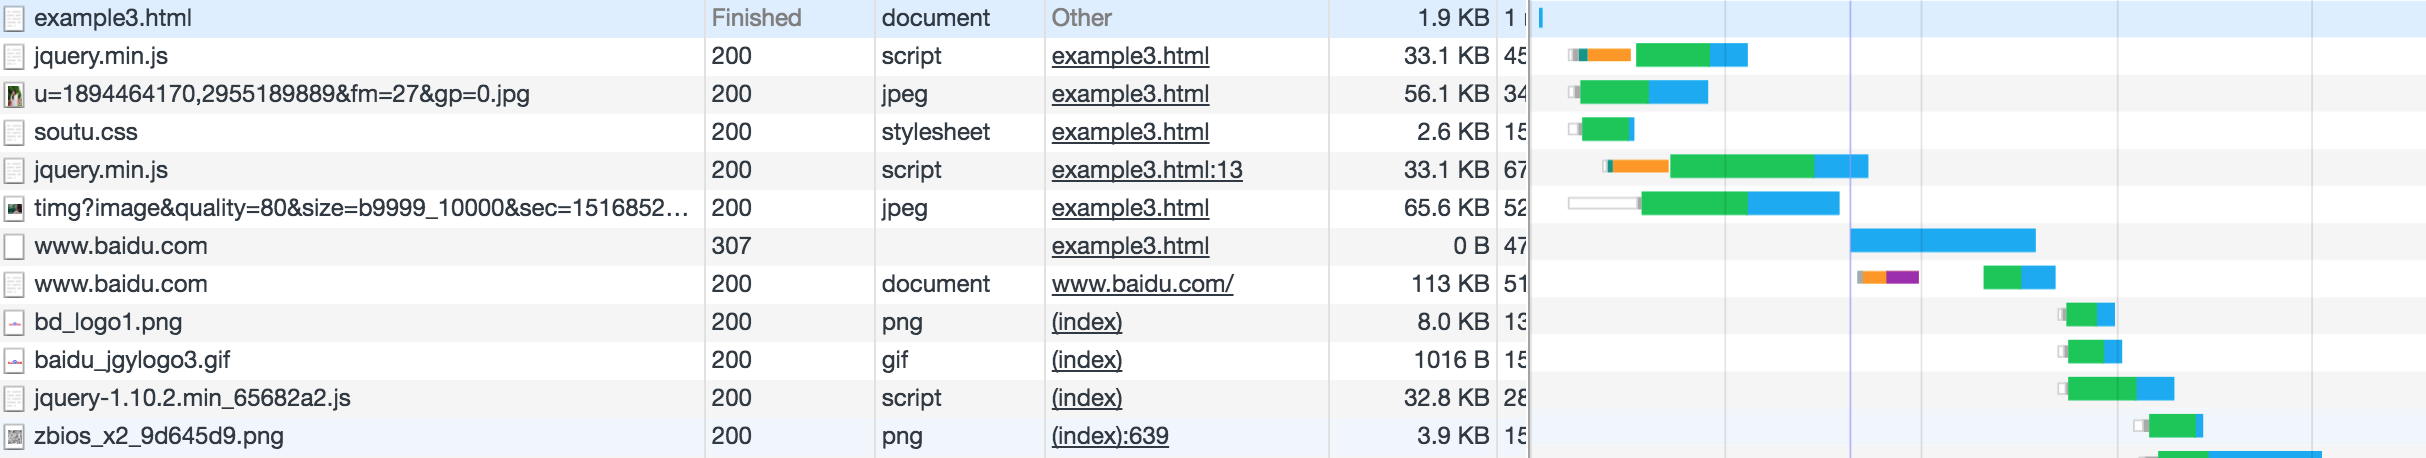 example3.html Finished document Other 1.9 KB 1
jquery.min.js 200 script example3.html 33.1 KB 45
u=1894464170,2955189889&fm=27&gp=0.jpg 200 jpeg example3.html 56.1 KB 34
soutu.css 200 stylesheet example3.html 2.6 KB 15
jquery.min.js 200 script example3.html:13 33.1 KB 67
timg?image&quality=80&size=b9999_10000&sec=1516852... 200 jpeg example3.html 65.6 KB 52
www.baidu.com 307 example3.html 0 B 47
www.baidu.com 200 document www.baidu.com/ 113 KB 51
bd_logo1.png 200 png (index) 8.0 KB 13
baidu_jgylogo3.gif 200 gif (index) 1016 B 15
jquery-1.10.2.min_65682a2.js 200 script (index) 32.8 KB 28
zbios_x2_9d645d9.png 200 png (index):639 3.9 KB 15